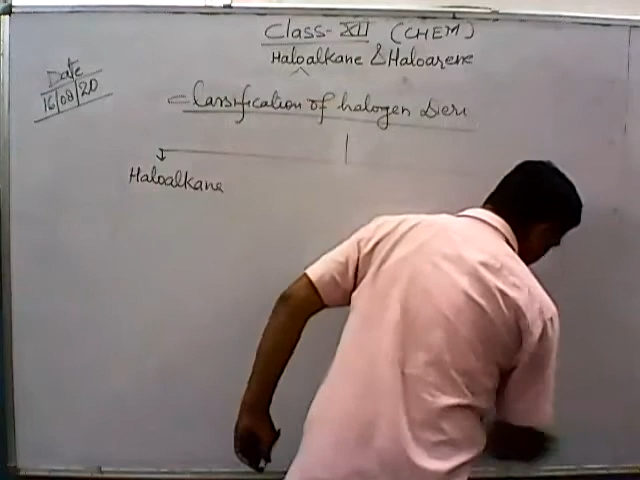 Class-XII (CHEM)
Haloalkane & Haloarene
Date
16/08/20
Classification of halogen Deri
Haloalkane